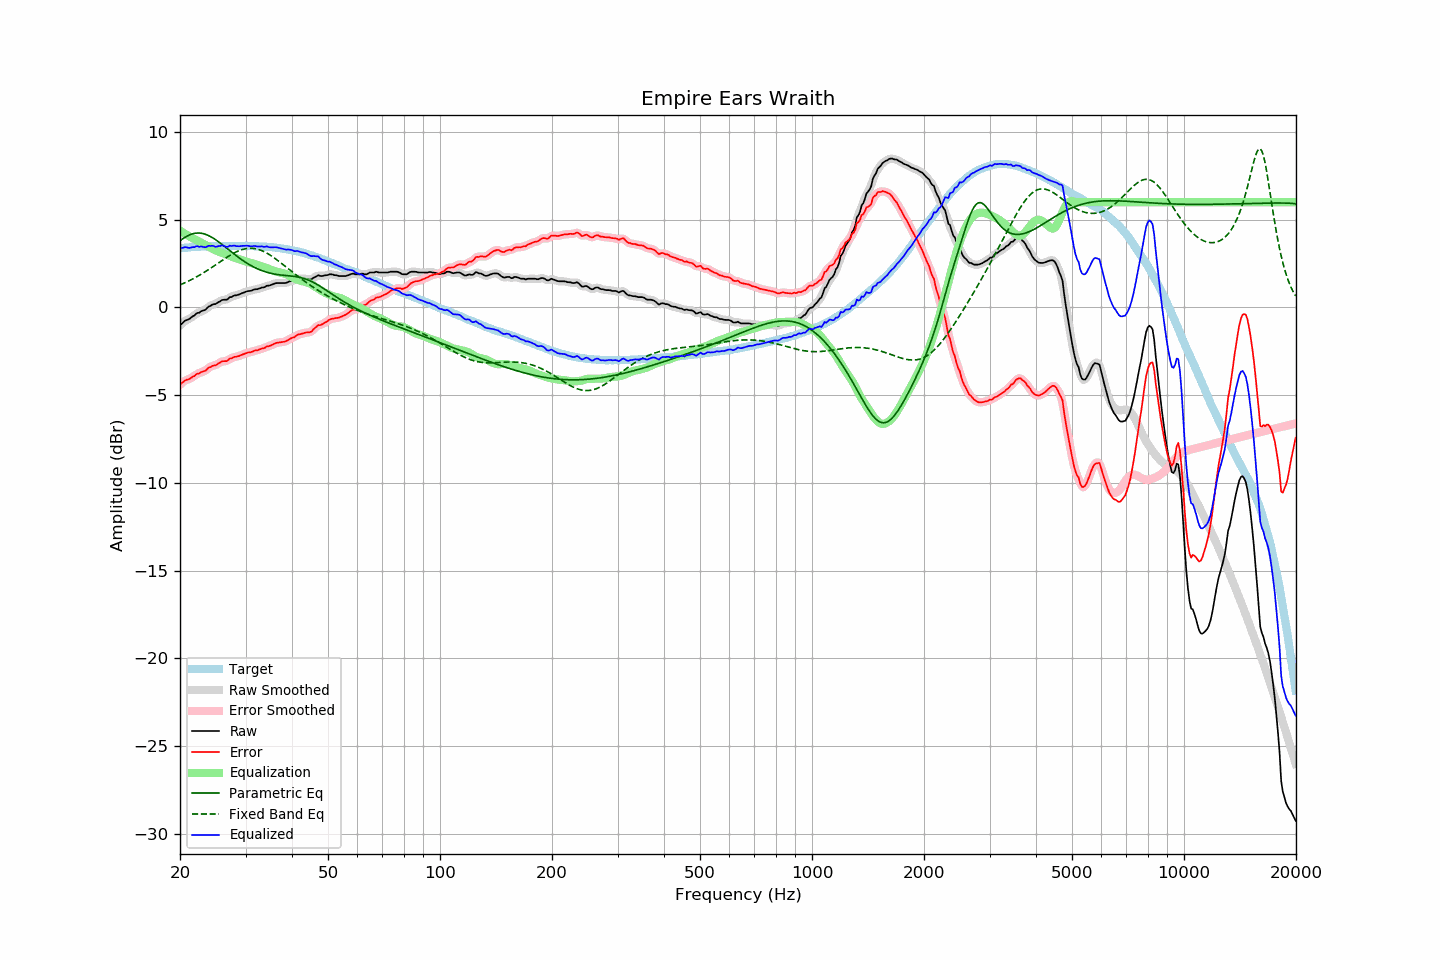 Empire Ears Wraith
10
5
0
−5
−10
−15
−20
−25
−30
Amplitude (dBr)
Target
Raw Smoothed
Error Smoothed
Raw
Error
Equalization
Parametric Eq
Fixed Band Eq
Equalized
20 50 100 200 500 1000 2000 5000 10000 20000
Frequency (Hz)